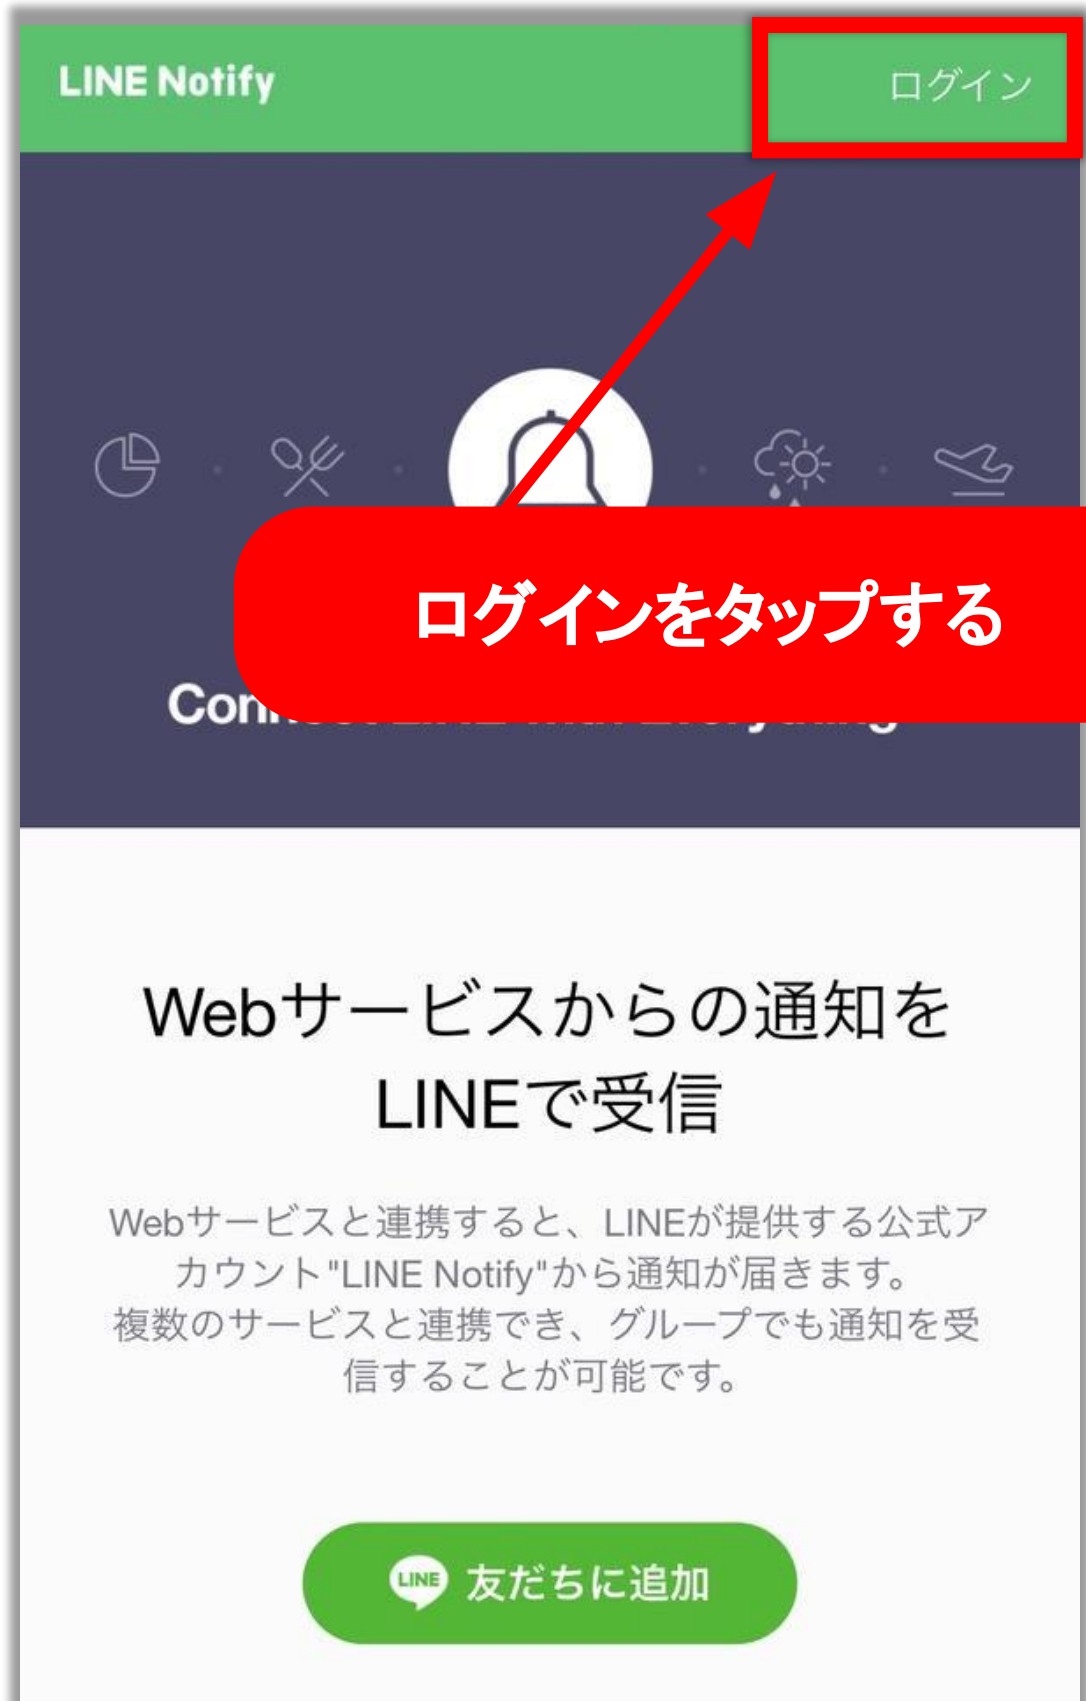 LINE Notify
ログイン
ログインをタップする
Webサービスからの通知を
LINEで受信
Webサービスと連携すると、LINEが提供する公式ア
カウント"LINE Notify"から通知が届きます。
複数のサービスと連携でき、グループでも通知を受
信することが可能です。
LINE 友だちに追加